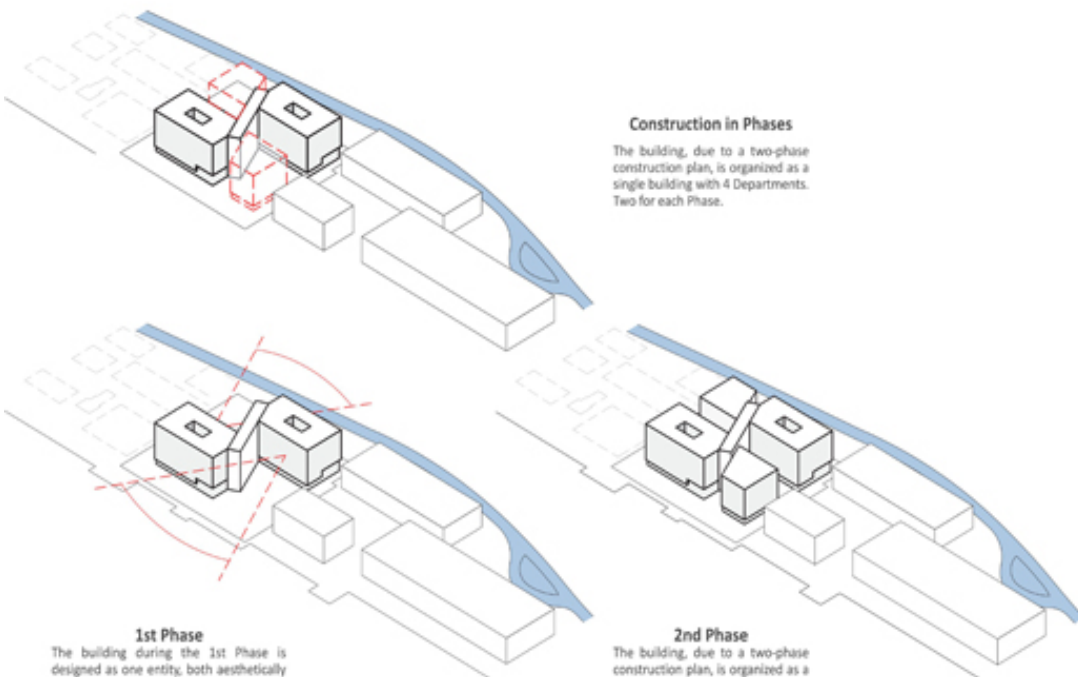 Construction in Phases
The building, due to a two-phase
construction plan, is organized as a
single building with 4 Departments.
Two for each Phase.
1st Phase
The building during the 1st Phase is
designed as one entity, both aesthetically
2nd Phase
The building, due to a two-phase
construction plan, is organized as a